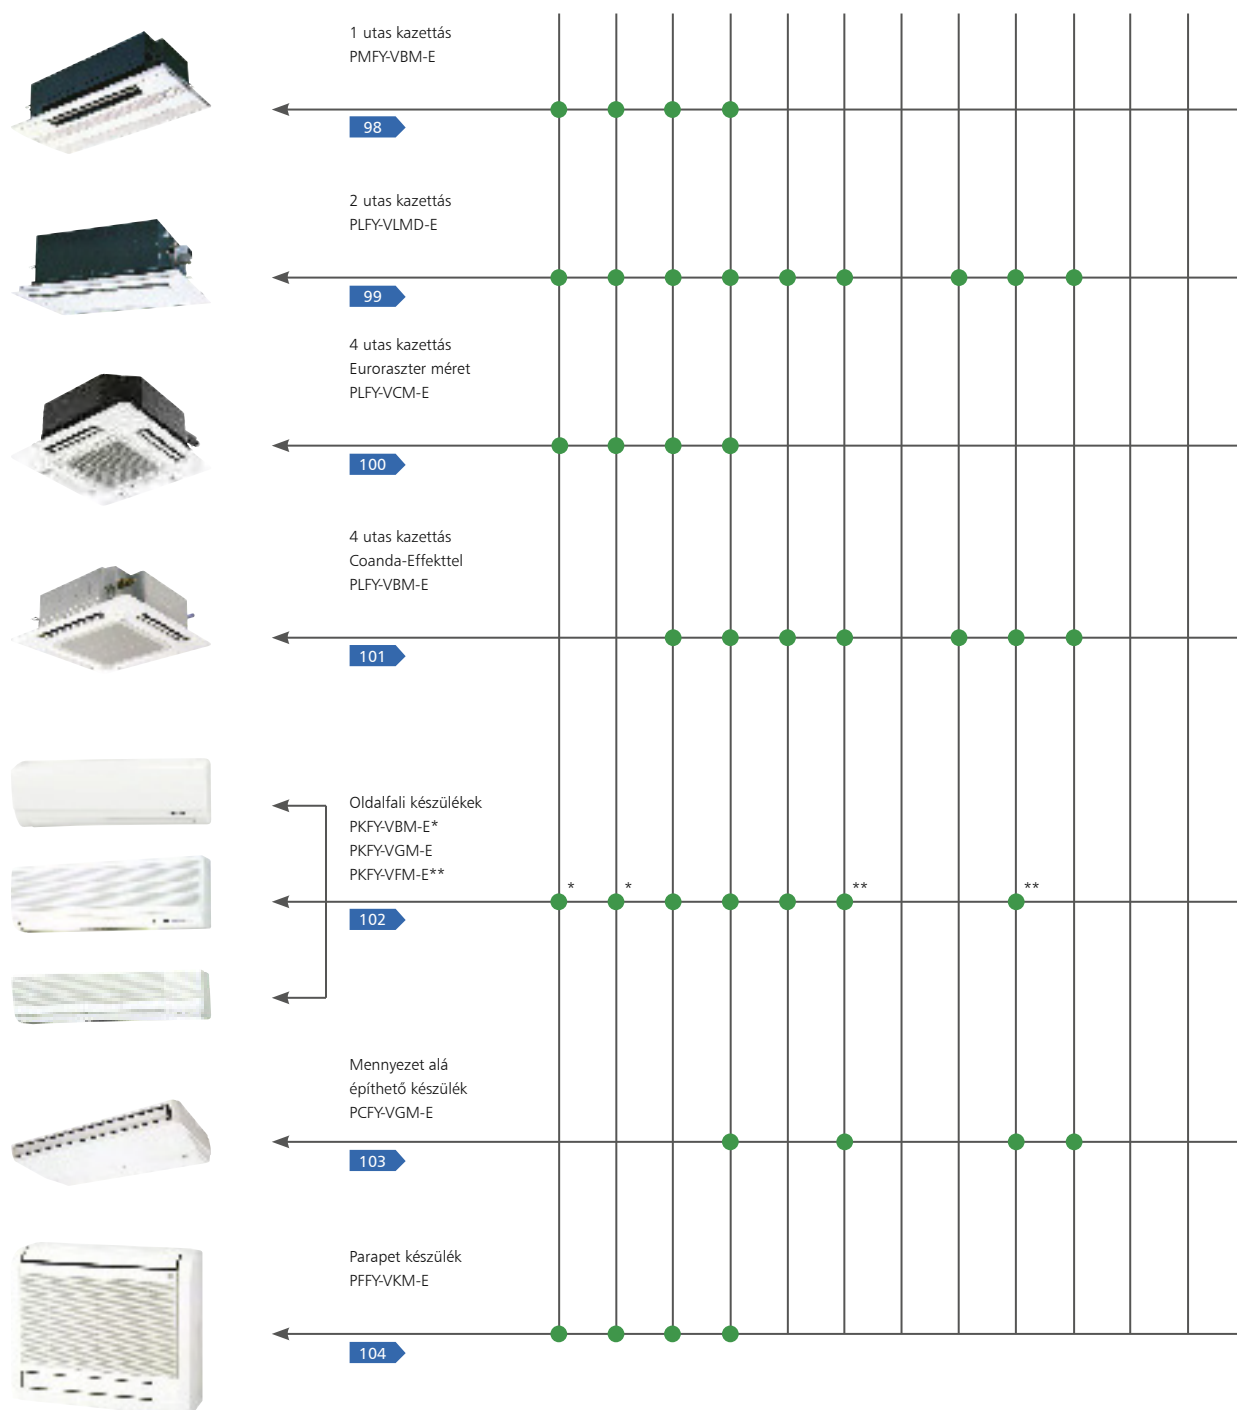 1 utas kazettás
PMFY-VBM-E
98
2 utas kazettás
PLFY-VLMD-E
99
4 utas kazettás
Euroraszter méret
PLFY-VCM-E
100
4 utas kazettás
Coanda-Effekttel
PLFY-VBM-E
101
Oldalfali készülékek
PKFY-VBM-E*
PKFY-VGM-E
PKFY-VFM-E**
* * ** **
102
Mennyezet alá
építhető készülék
PCFY-VGM-E
103
Parapet készülék
PFFY-VKM-E
104